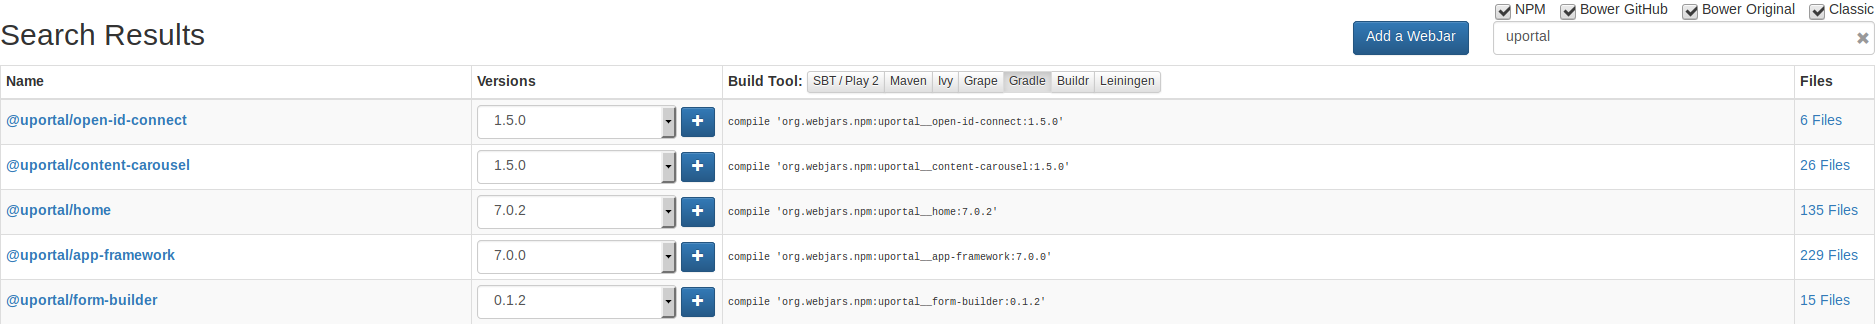 NPM Bower GitHub Bower Original Classic
Search Results Add a WebJar uportal
Name Versions Build Tool: SBT / Play 2 Maven Ivy Grape Gradle Buildr Leiningen Files
@uportal/open-id-connect 1.5.0 compile 'org.webjars.npm:uportal__open-id-connect:1.5.0' 6 Files
@uportal/content-carousel 1.5.0 compile 'org.webjars.npm:uportal__content-carousel:1.5.0' 26 Files
@uportal/home 7.0.2 compile 'org.webjars.npm:uportal__home:7.0.2' 135 Files
@uportal/app-framework 7.0.0 compile 'org.webjars.npm:uportal__app-framework:7.0.0' 229 Files
@uportal/form-builder 0.1.2 compile 'org.webjars.npm:uportal__form-builder:0.1.2' 15 Files